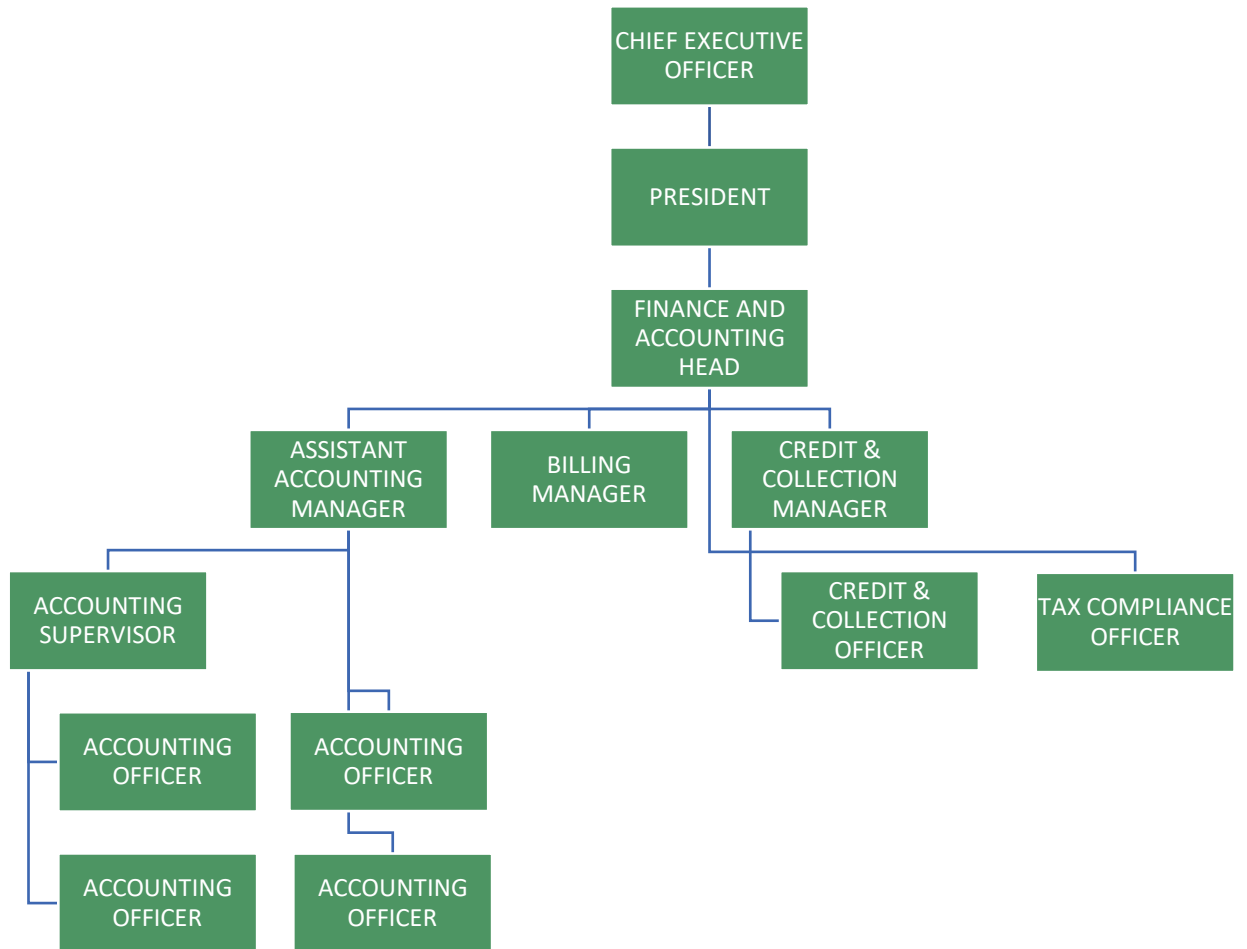 CHIEF EXECUTIVE
OFFICER
PRESIDENT
FINANCE AND
ACCOUNTING
HEAD
ASSISTANT
ACCOUNTING
MANAGER
BILLING
MANAGER
CREDIT &
COLLECTION
MANAGER
ACCOUNTING
SUPERVISOR
CREDIT &
COLLECTION
OFFICER
TAX COMPLIANCE
OFFICER
ACCOUNTING
OFFICER
ACCOUNTING
OFFICER
ACCOUNTING
OFFICER
ACCOUNTING
OFFICER